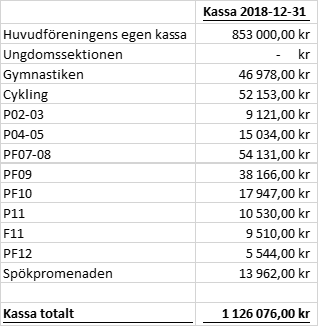 Kassa 2018-12-31
Huvudföreningens egen kassa 853 000,00 kr
Ungdomssektionen - kr
Gymnastiken 46 978,00 kr
Cykling 52 153,00 kr
P02-03 9 121,00 kr
P04-05 15 034,00 kr
PF07-08 54 131,00 kr
PF09 38 166,00 kr
PF10 17 947,00 kr
P11 10 530,00 kr
F11 9 510,00 kr
PF12 5 544,00 kr
Spökpromenaden 13 962,00 kr
Kassa totalt 1 126 076,00 kr